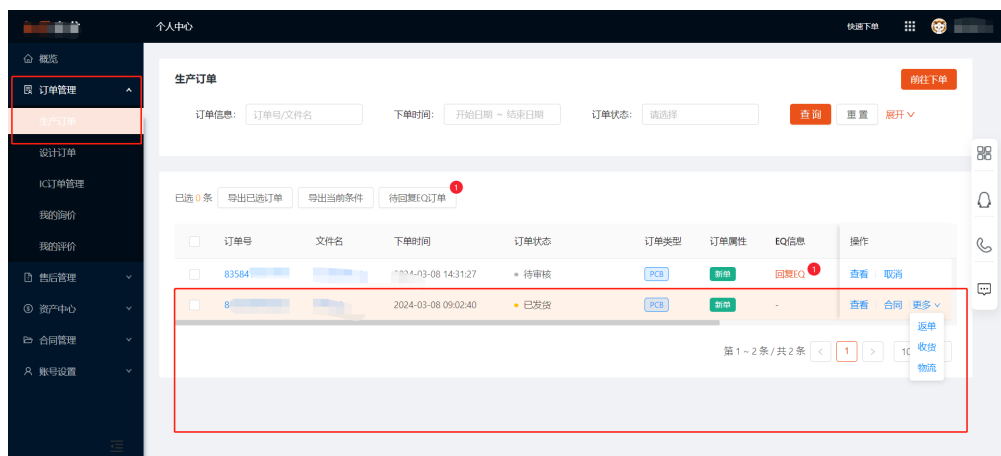 个人中心
快速下单
概览
订单管理
生产订单
设计订单
IC订单管理
我的询价
我的评价
售后管理
资产中心
合同管理
账号设置
生产订单
前往下单
订单信息: 订单号/文件名 下单时间: 开始日期 ~ 结束日期 订单状态: 请选择 查询 重置 展开
已选 0 条 导出已选订单 导出当前条件 待回复EQ订单 1
订单号 文件名 下单时间 订单状态 订单类型 订单属性 EQ信息 操作
83584 -03-08 14:31:27 待审核 PCB 新单 回复EQ 1 查看 取消
8 2024-03-08 09:02:40 已发货 PCB 新单 - 查看 合同 更多
返单
收货
物流
第 1 ~ 2 条 / 共 2 条 < 1 > 10